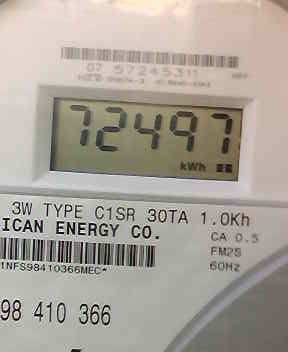 07 57245311
72497
kWh
3W TYPE C1SR 30TA 1.0Kh
ICAN ENERGY CO.
CA 0.5
FM2S
60Hz
1NFS98410366MEC*
98 410 366